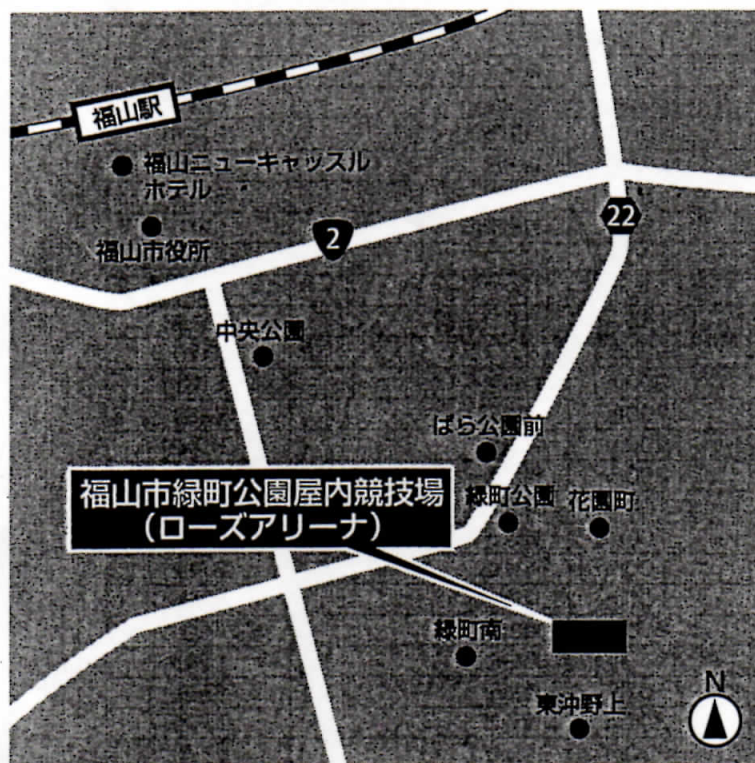 福山駅
福山ニューキャッスル
ホテル
福山市役所
2
22
中央公園
ばら公園前
福山市緑町公園屋内競技場
(ローズアリーナ)
緑町公園
花園町
緑町南
東沖野上
N